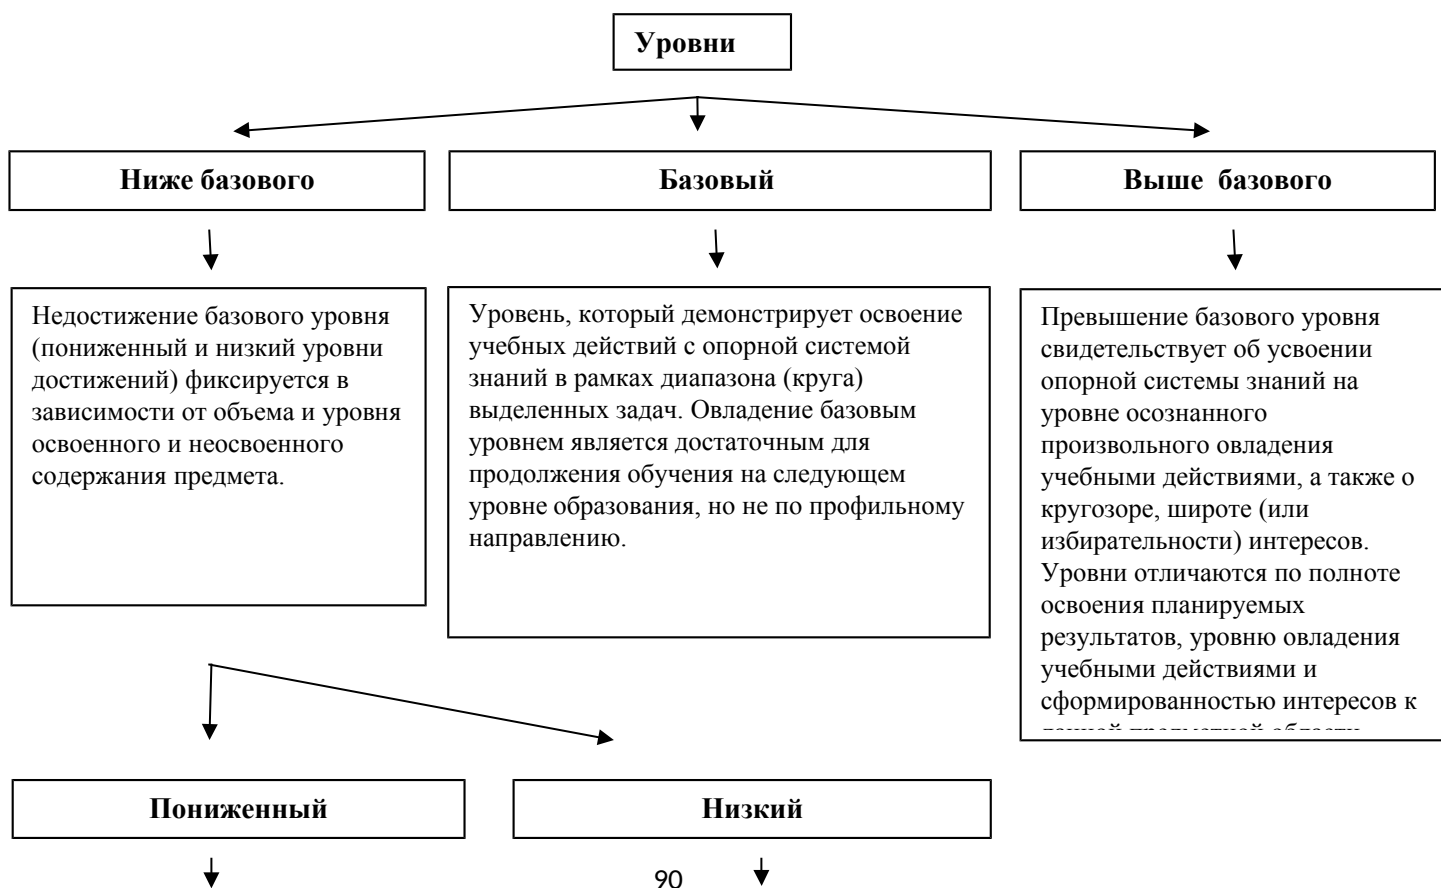 Уровни
Ниже базового
Базовый
Выше базового
Недостижение базового уровня
(пониженный и низкий уровни
достижений) фиксируется в
зависимости от объема и уровня
освоенного и неосвоенного
содержания предмета.
Уровень, который демонстрирует освоение
учебных действий с опорной системой
знаний в рамках диапазона (круга)
выделенных задач. Овладение базовым
уровнем является достаточным для
продолжения обучения на следующем
уровне образования, но не по профильному
направлению.
Превышение базового уровня
свидетельствует об усвоении
опорной системы знаний на
уровне осознанного
произвольного овладения
учебными действиями, а также о
кругозоре, широте (или
избирательности) интересов.
Уровни отличаются по полноте
освоения планируемых
результатов, уровню овладения
учебными действиями и
сформированностью интересов к
Пониженный
Низкий
90